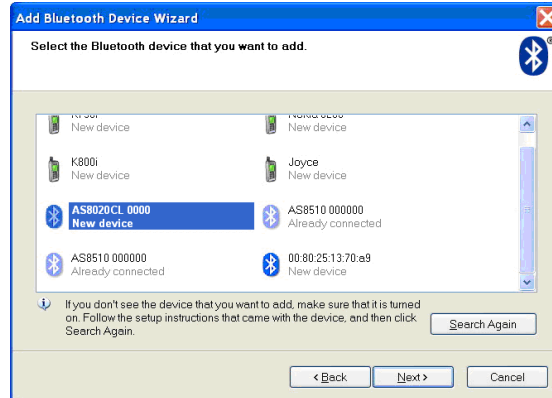 Add Bluetooth Device Wizard
Select the Bluetooth device that you want to add.
New device
New device
K800i
New device
Joyce
New device
AS8020CL 0000
New device
AS8510 000000
Already connected
AS8510 000000
Already connected
00:80:25:13:70:a9
New device
If you don't see the device that you want to add, make sure that it is turned
on. Follow the setup instructions that came with the device, and then click
Search Again.
Search Again
< Back
Next >
Cancel